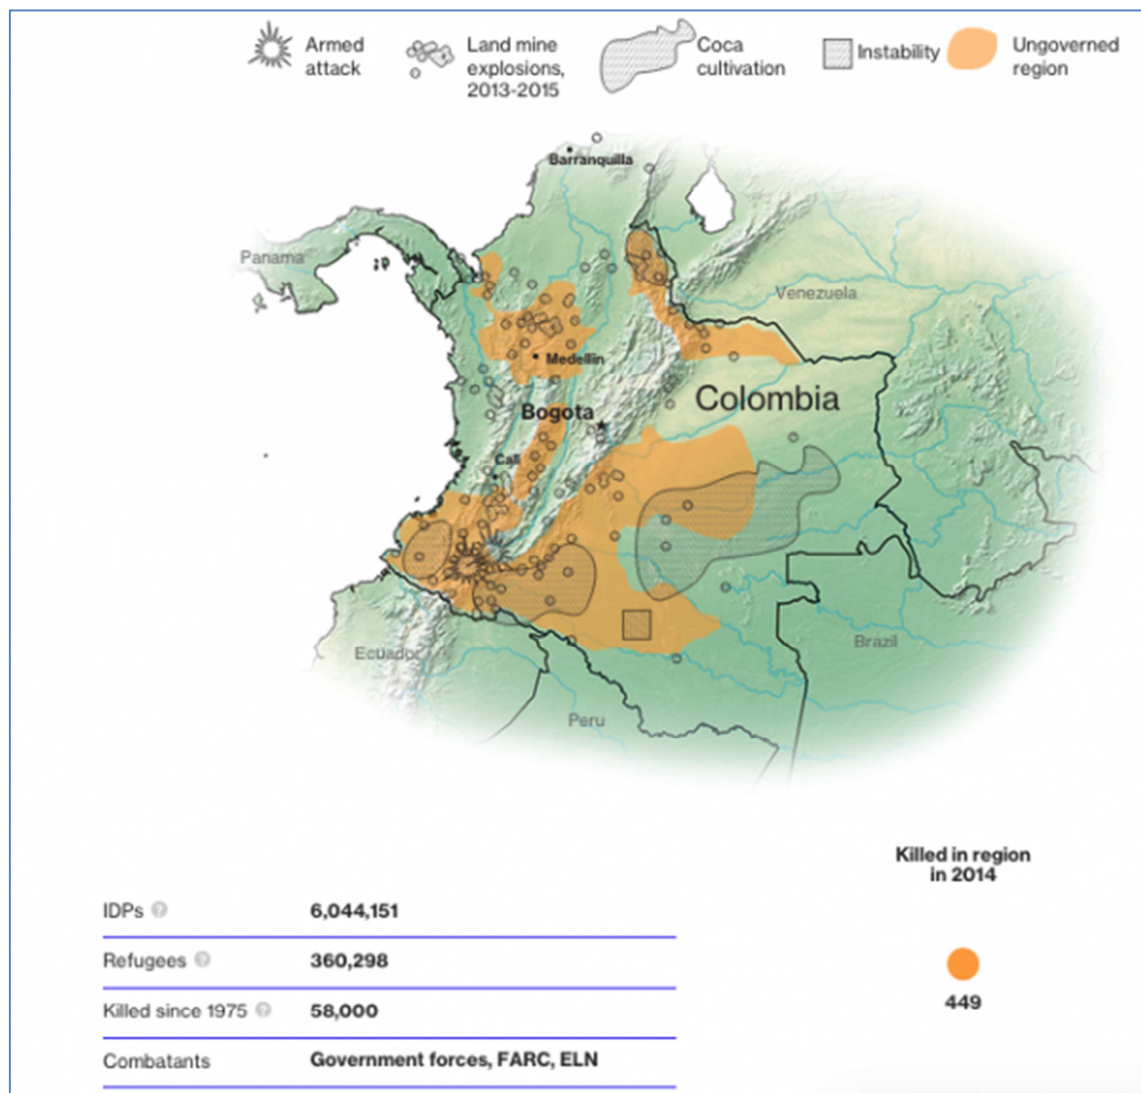 Armed
attack
Land mine
explosions,
2013-2015
Coca
cultivation
Instability
Ungoverned
region
Barranquilla
Panama
Venezuela
Medellin
Colombia
Bogota
Cali
Ecuador
Brazil
Peru
Killed in region
in 2014
449
IDPs ? 6,044,151
Refugees ? 360,298
Killed since 1975 ? 58,000
Combatants Government forces, FARC, ELN